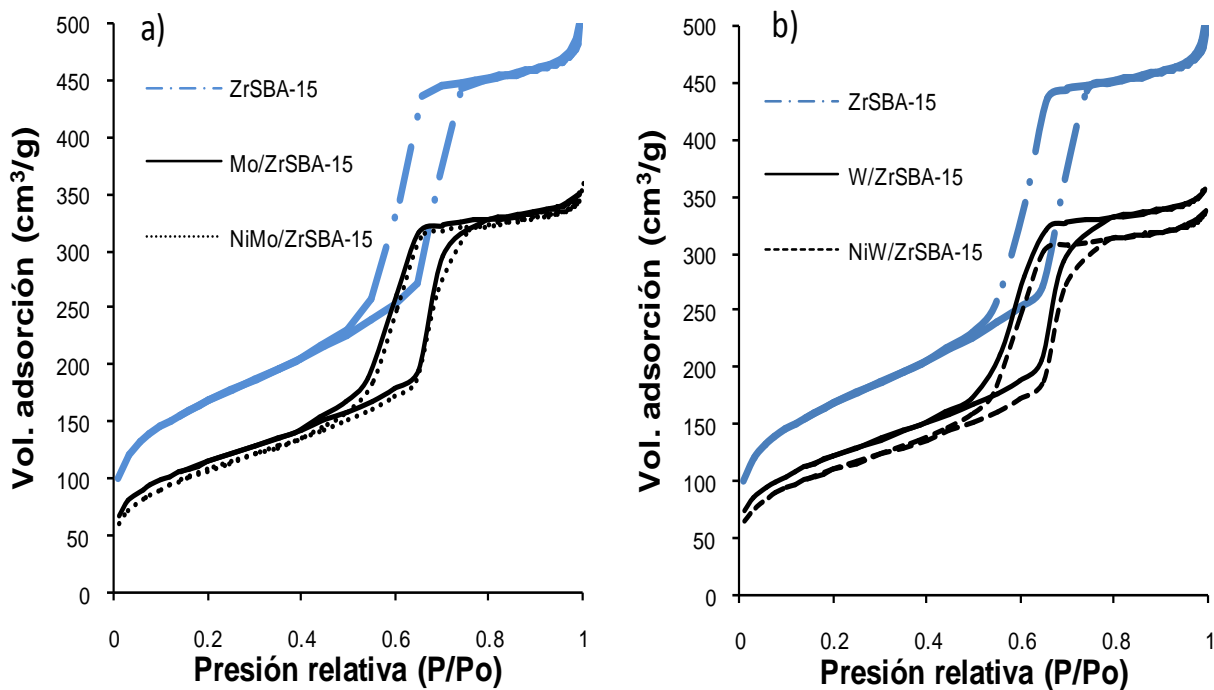 a)
ZrSBA-15
Mo/ZrSBA-15
NiMo/ZrSBA-15
Vol. adsorción (cm³/g)
500
450
400
350
300
250
200
150
100
50
0
0 0.2 0.4 0.6 0.8 1
Presión relativa (P/Po)
b)
ZrSBA-15
W/ZrSBA-15
NiW/ZrSBA-15
Vol. adsorción (cm³/g)
500
450
400
350
300
250
200
150
100
50
0
0 0.2 0.4 0.6 0.8 1
Presión relativa (P/Po)